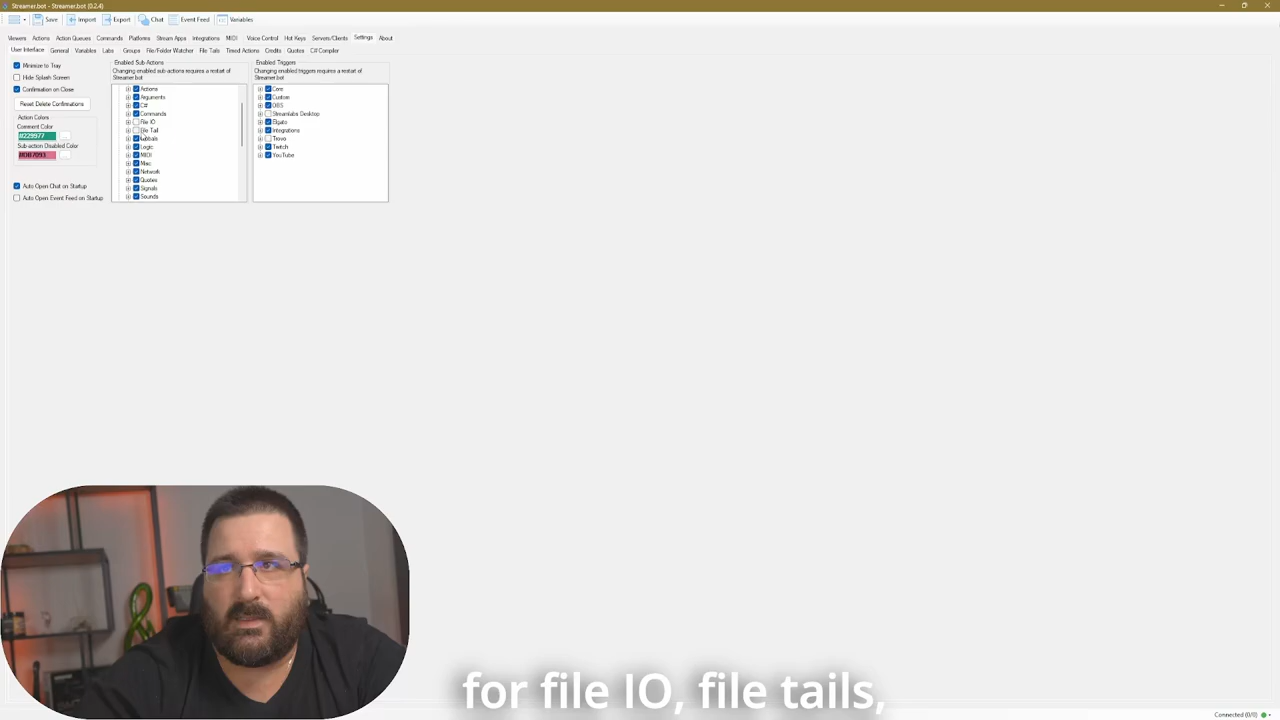 Streamer.bot - Streamer.bot (0.2.4)
Save Import Export Chat Event Feed Variables
Viewers Actions Action Queues Commands Platforms Stream Apps Integrations MIDI Voice Control Hot Keys Servers/Clients Settings About
User Interface General Variables Labs Groups File/Folder Watcher File Tails Timed Actions Credits Quotes C# Compiler
Minimize to Tray
Hide Splash Screen
Confirmation on Close
Reset Delete Confirmations
Action Colors
Comment Color
#229977
...
Sub-action Disabled Color
#DB7093
...
Auto Open Chat on Startup
Auto Open Event Feed on Startup
Enabled Sub-Actions
Changing enabled sub-actions requires a restart of
Streamer.bot
Actions
Arguments
C#
Commands
File IO
File Tail
Globals
Logic
MIDI
Misc
Network
Quotes
Signals
Sounds
Enabled Triggers
Changing enabled triggers requires a restart of
Streamer.bot
Core
Custom
OBS
Streamlabs Desktop
Elgato
Integrations
Trovo
Twitch
YouTube
for file IO, file tails,
Connected (0/0)